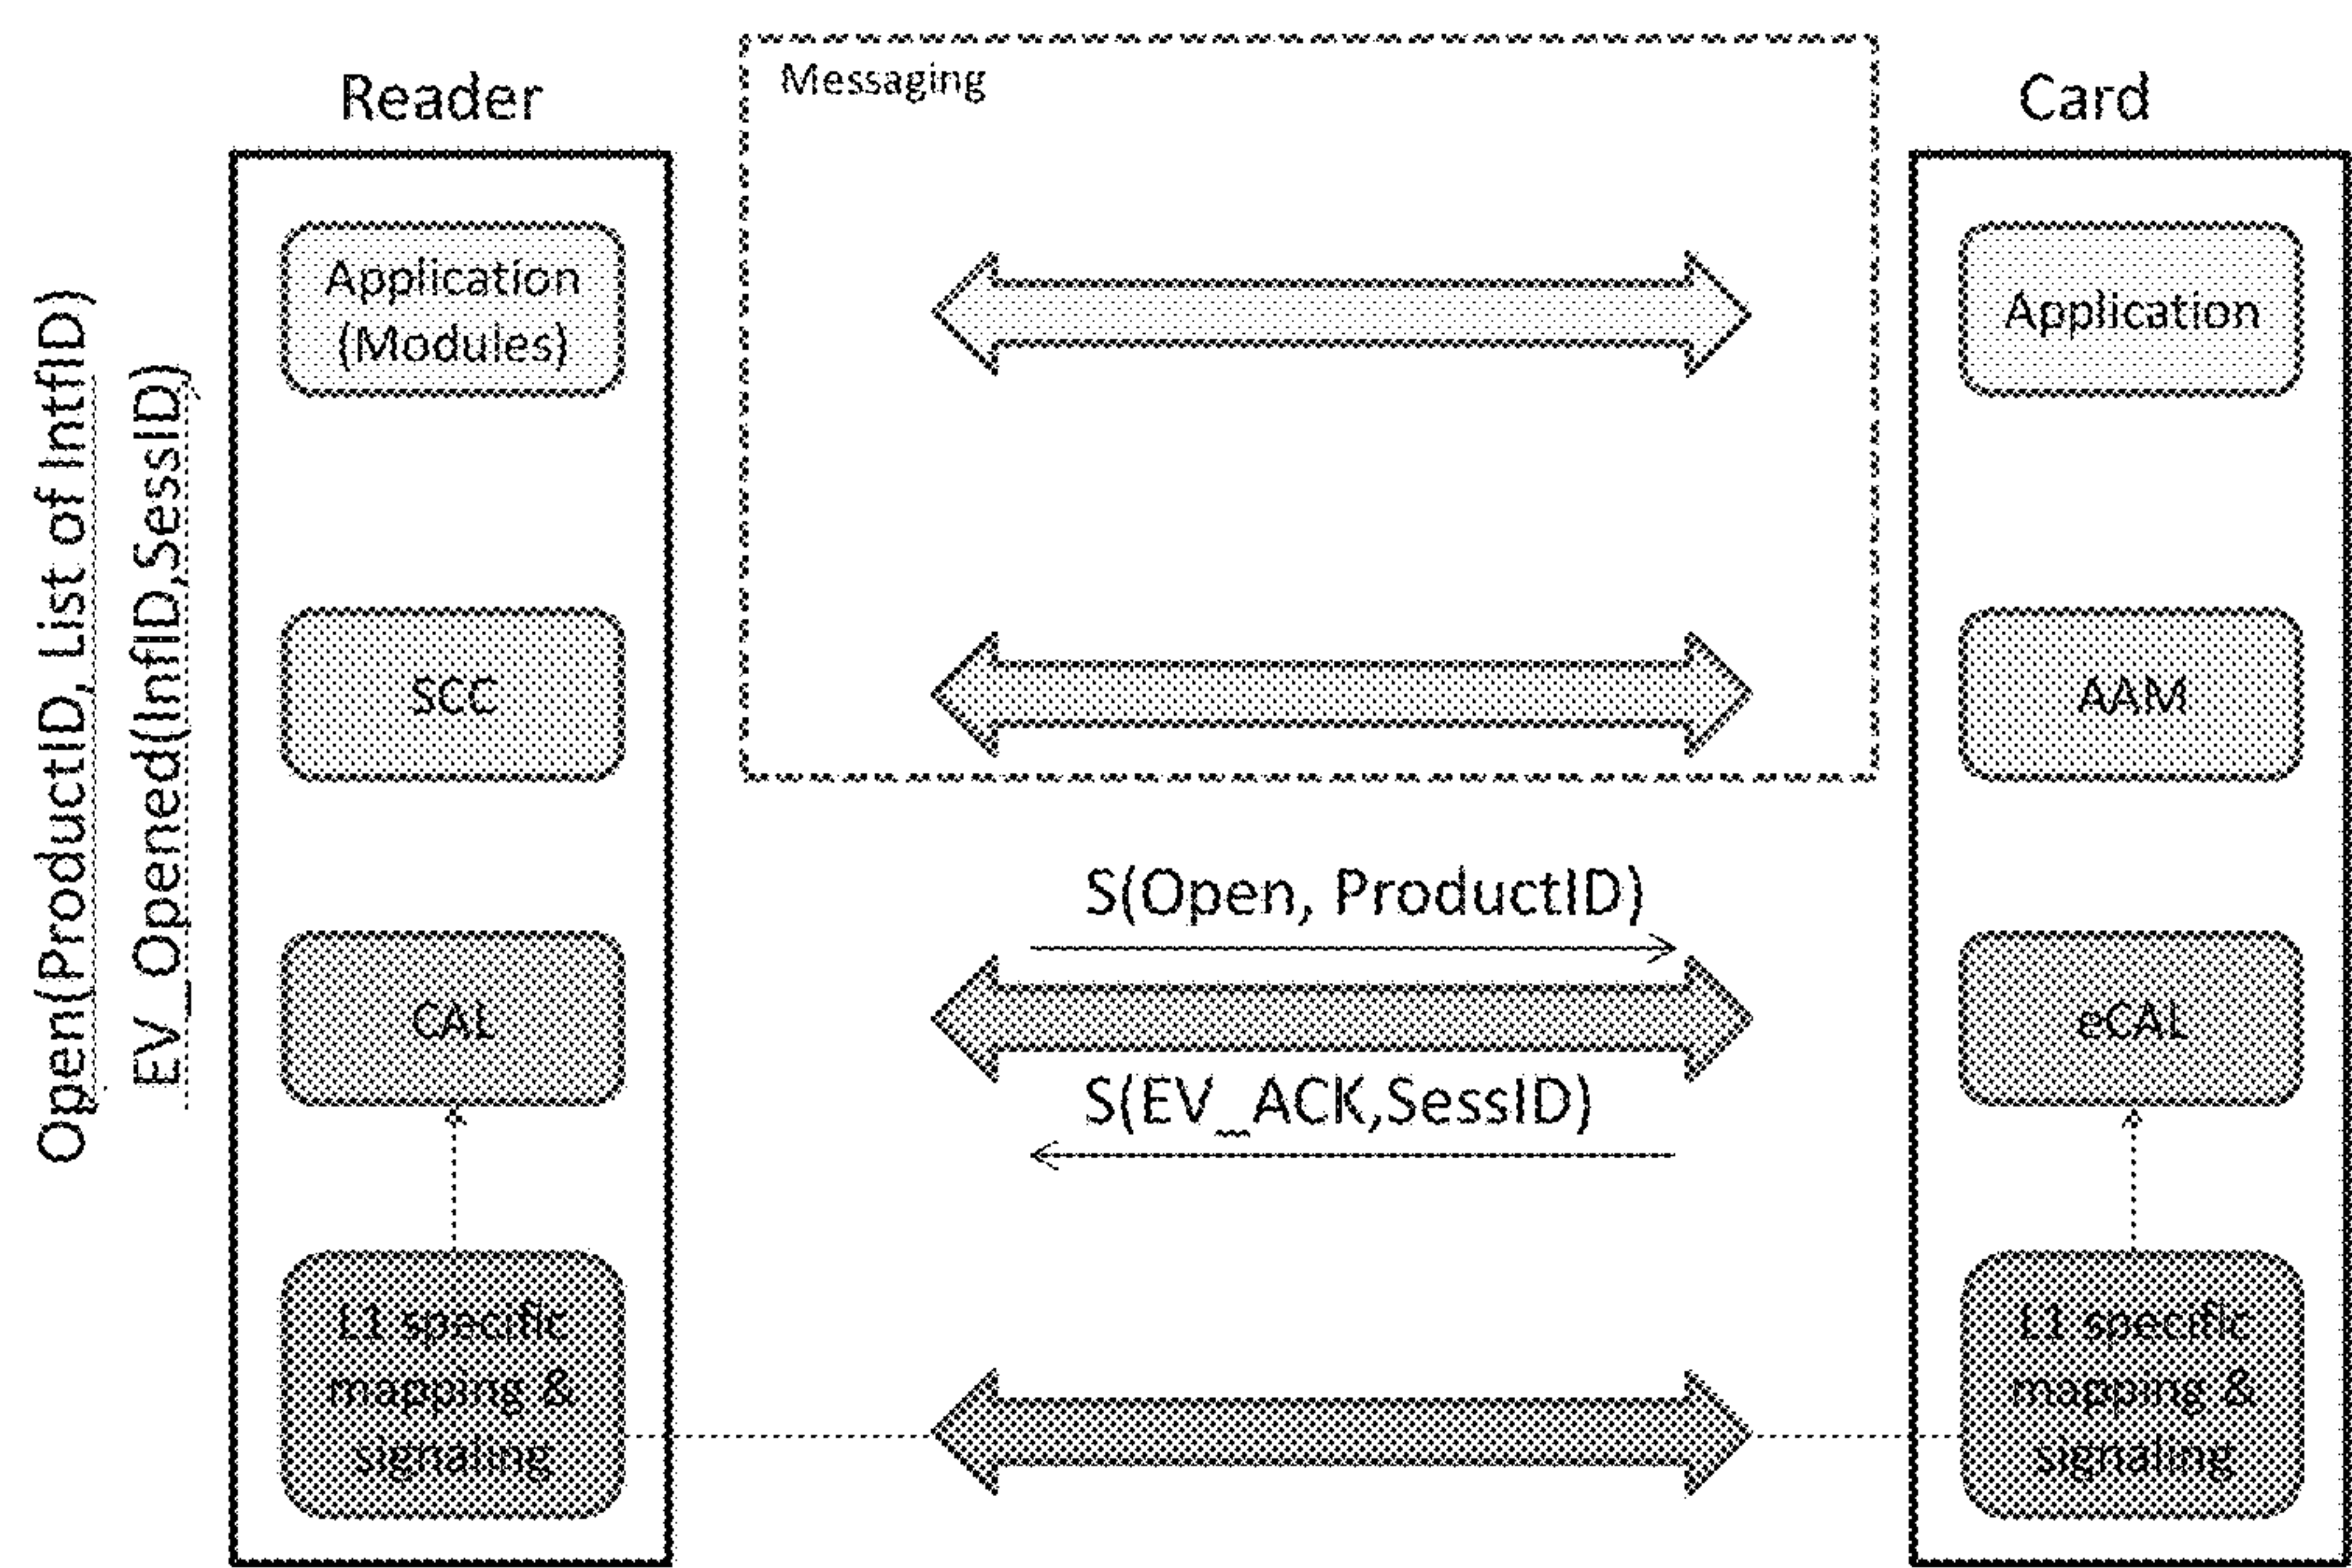 Reader
Messaging
Card
Open(ProductID, List of IntfID)
EV_Opened(InfID,SessID)
Application
(Modules)
Application
SCC
AAM
S(Open, ProductID)
CAL
eCAL
S(EV_ACK,SessID)
L1 specific
mapping &
signaling
L1 specific
mapping &
signaling